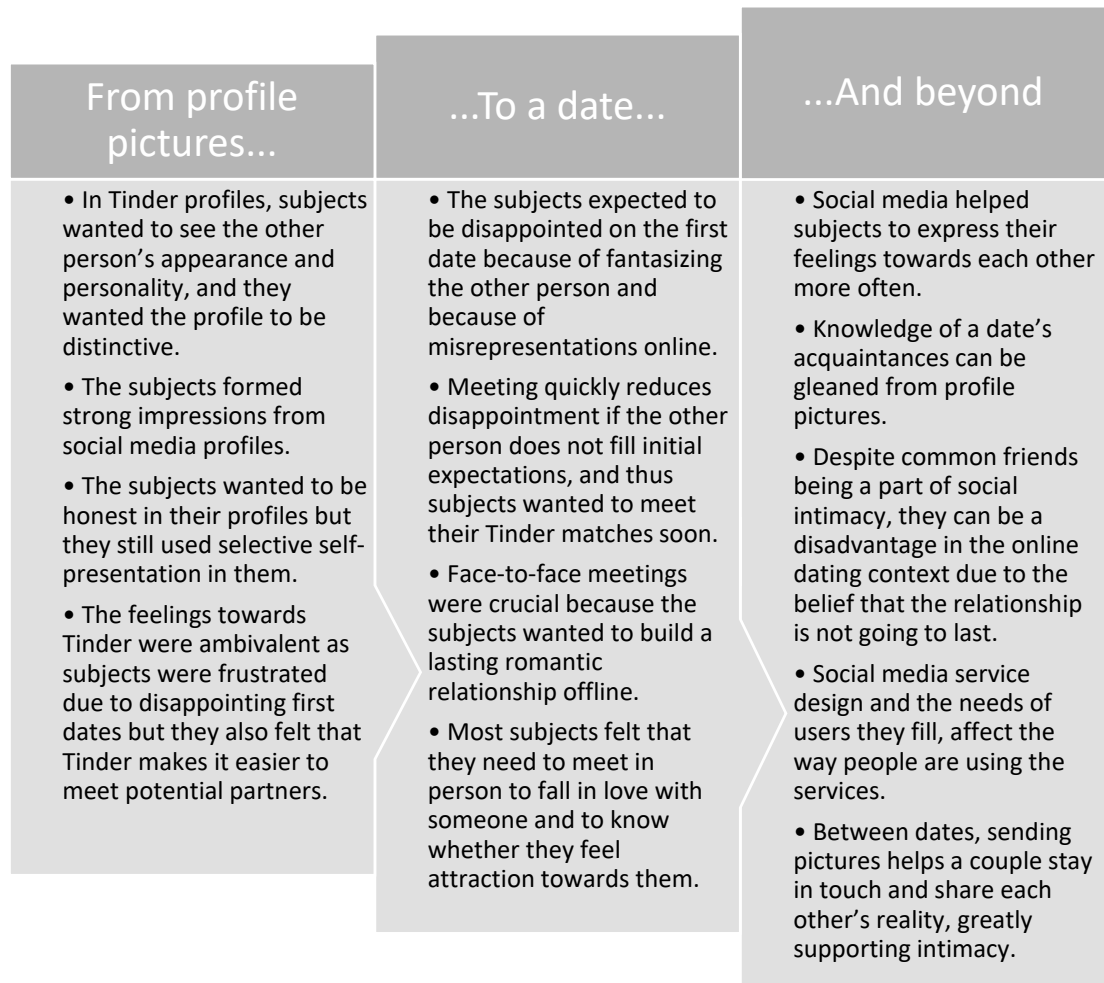 From profile
pictures...
• In Tinder profiles, subjects
wanted to see the other
person’s appearance and
personality, and they
wanted the profile to be
distinctive.
• The subjects formed
strong impressions from
social media profiles.
• The subjects wanted to be
honest in their profiles but
they still used selective self-
presentation in them.
• The feelings towards
Tinder were ambivalent as
subjects were frustrated
due to disappointing first
dates but they also felt that
Tinder makes it easier to
meet potential partners.
...To a date...
• The subjects expected to
be disappointed on the first
date because of fantasizing
the other person and
because of
misrepresentations online.
• Meeting quickly reduces
disappointment if the other
person does not fill initial
expectations, and thus
subjects wanted to meet
their Tinder matches soon.
• Face-to-face meetings
were crucial because the
subjects wanted to build a
lasting romantic
relationship offline.
• Most subjects felt that
they need to meet in
person to fall in love with
someone and to know
whether they feel
attraction towards them.
...And beyond
• Social media helped
subjects to express their
feelings towards each other
more often.
• Knowledge of a date’s
acquaintances can be
gleaned from profile
pictures.
• Despite common friends
being a part of social
intimacy, they can be a
disadvantage in the online
dating context due to the
belief that the relationship
is not going to last.
• Social media service
design and the needs of
users they fill, affect the
way people are using the
services.
• Between dates, sending
pictures helps a couple stay
in touch and share each
other’s reality, greatly
supporting intimacy.